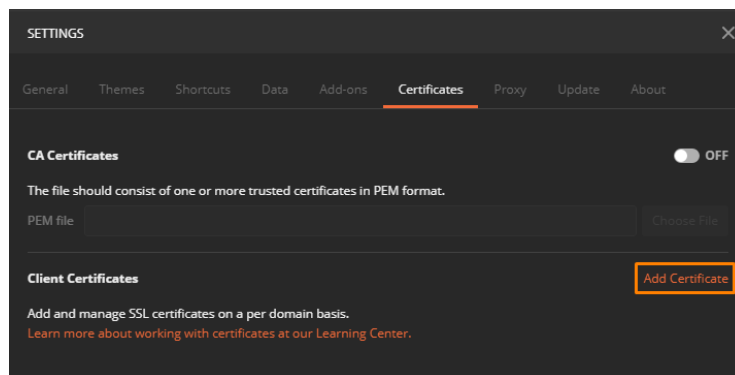 SETTINGS
General Themes Shortcuts Data Add-ons Certificates Proxy Update About
CA Certificates OFF
The file should consist of one or more trusted certificates in PEM format.
PEM file Choose File
Client Certificates Add Certificate
Add and manage SSL certificates on a per domain basis.
Learn more about working with certificates at our Learning Center.